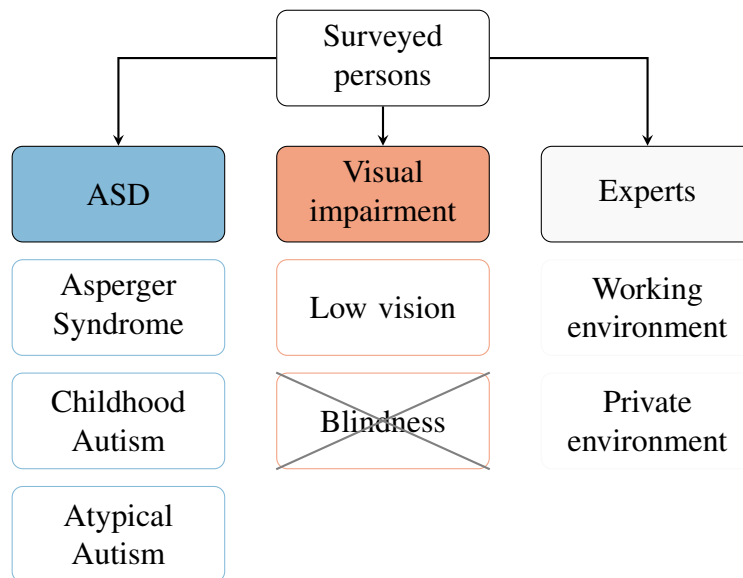 Surveyed
persons
ASD
Visual
impairment
Experts
Asperger
Syndrome
Low vision
Working
environment
Childhood
Autism
Blindness
Private
environment
Atypical
Autism